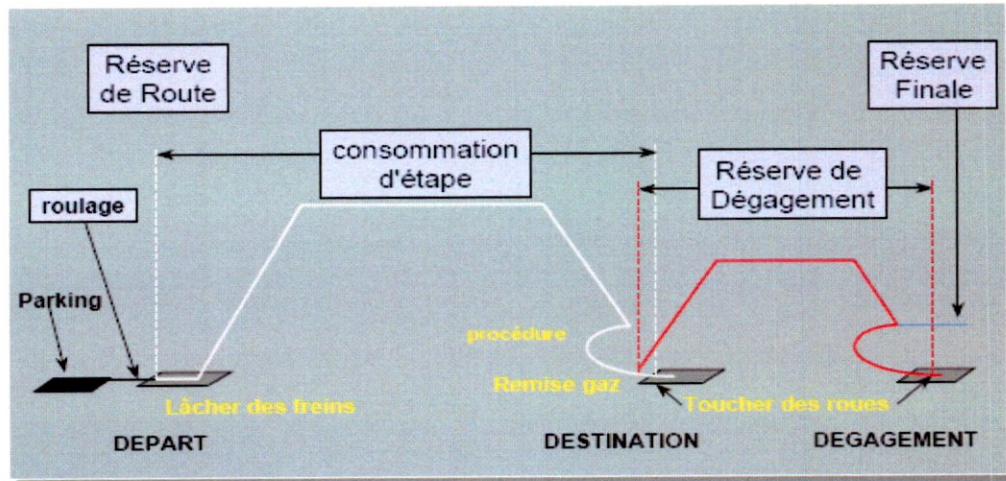 Réserve
de Route
Réserve
Finale
consommation
d'étape
Réserve de
Dégagement
roulage
Parking
procédure
Remise gaz
Lâcher des freins
Toucher des roues
DEPART
DESTINATION
DEGAGEMENT